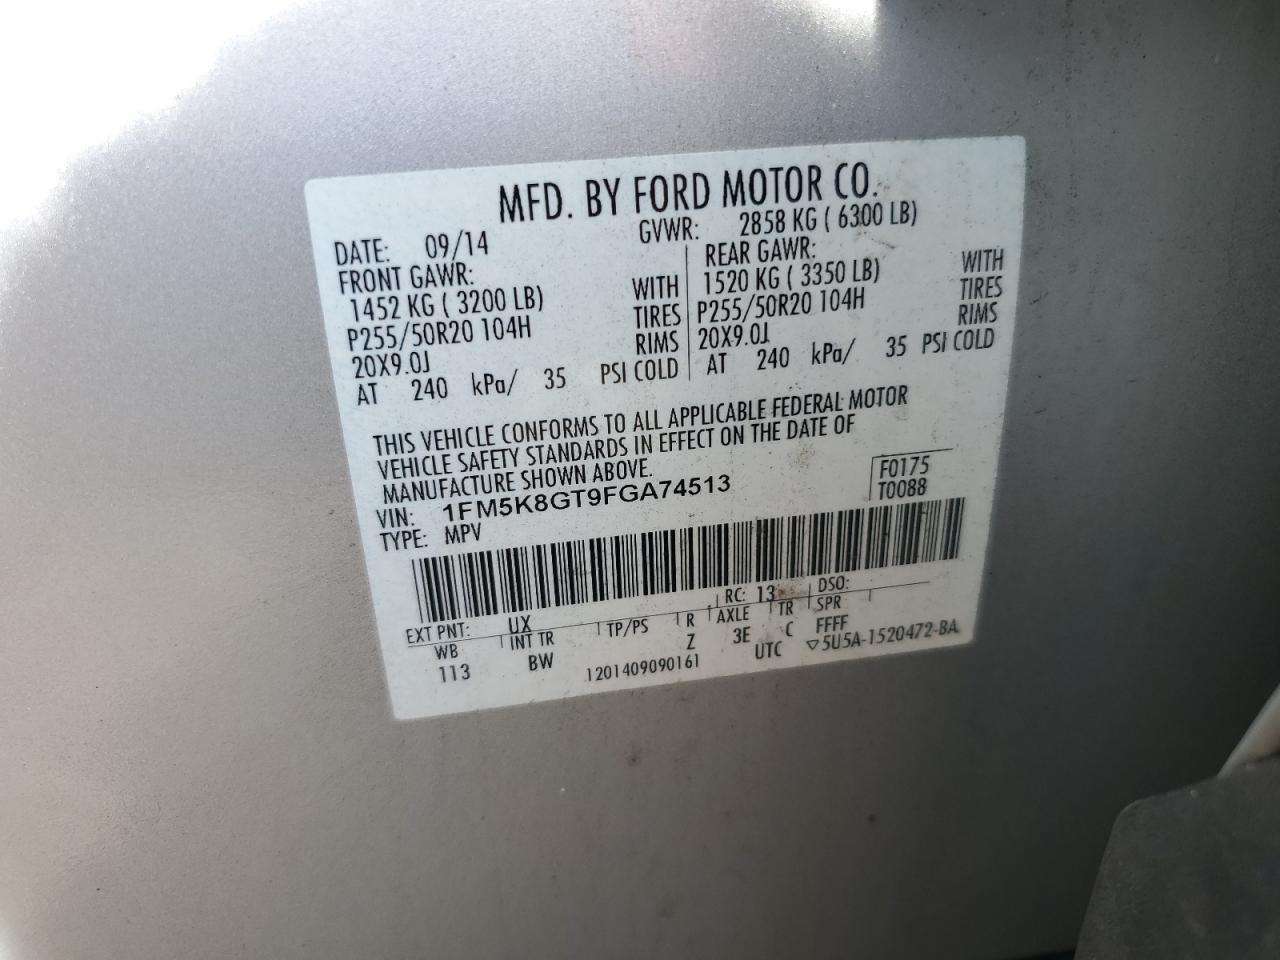 MFD. BY FORD MOTOR CO.
DATE: 09/14 GVWR: 2858 KG ( 6300 LB)
FRONT GAWR: REAR GAWR:
1452 KG ( 3200 LB) WITH 1520 KG ( 3350 LB) WITH
P255/50R20 104H TIRES P255/50R20 104H TIRES
20X9.0J RIMS 20X9.0J RIMS
AT 240 kPa/ 35 PSI COLD AT 240 kPa/ 35 PSI COLD
THIS VEHICLE CONFORMS TO ALL APPLICABLE FEDERAL MOTOR
VEHICLE SAFETY STANDARDS IN EFFECT ON THE DATE OF
MANUFACTURE SHOWN ABOVE. F0175
VIN: 1FM5K8GT9FGA74513 T0088
TYPE: MPV
EXT PNT: UX RC: 13 DSO:
WB INT TR TP/PS R AXLE TR SPR
113 BW Z 3E C FFFF
1201409090161 UTC ▽5U5A-1520472-BA